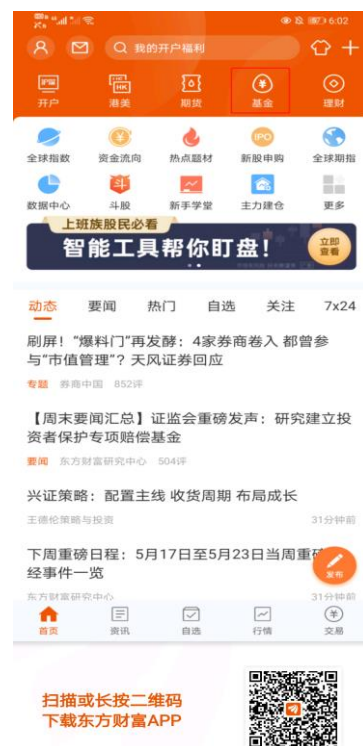 6:02
我的开户福利
开户
港美
期货
基金
理财
全球指数
资金流向
热点题材
新股申购
全球期指
数据中心
斗股
新手学堂
主力建仓
更多
上班族股民必看
智能工具帮你盯盘！
立即
查看
动态 要闻 热门 自选 关注 7x24
刷屏！“爆料门”再发酵：4家券商卷入 都曾参
与“市值管理”？天风证券回应
专题 券商中国 852评
【周末要闻汇总】证监会重磅发声：研究建立投
资者保护专项赔偿基金
要闻 东方财富研究中心 504评
兴证策略：配置主线 收货周期 布局成长
王德伦策略与投资 31分钟前
下周重磅日程：5月17日至5月23日当周重
经事件一览
发布
东方财富研究中心 31分钟前
首页 资讯 自选 行情 交易
扫描或长按二维码
下载东方财富APP